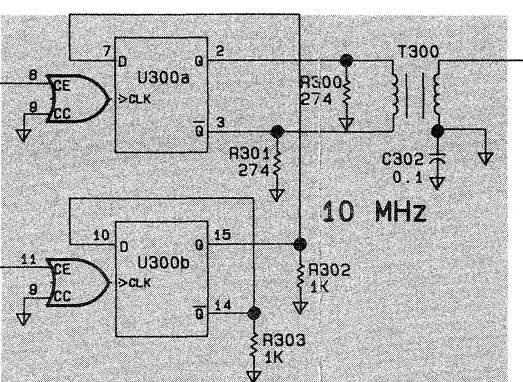 7
D
Q
2
T300
U300a
8
CE
>CLK
R300
274
9
CC
Q
3
R301
274
C302
0.1
10 MHz
10
D
Q
15
U300b
11
CE
>CLK
R302
1K
9
CC
Q
14
R303
1K